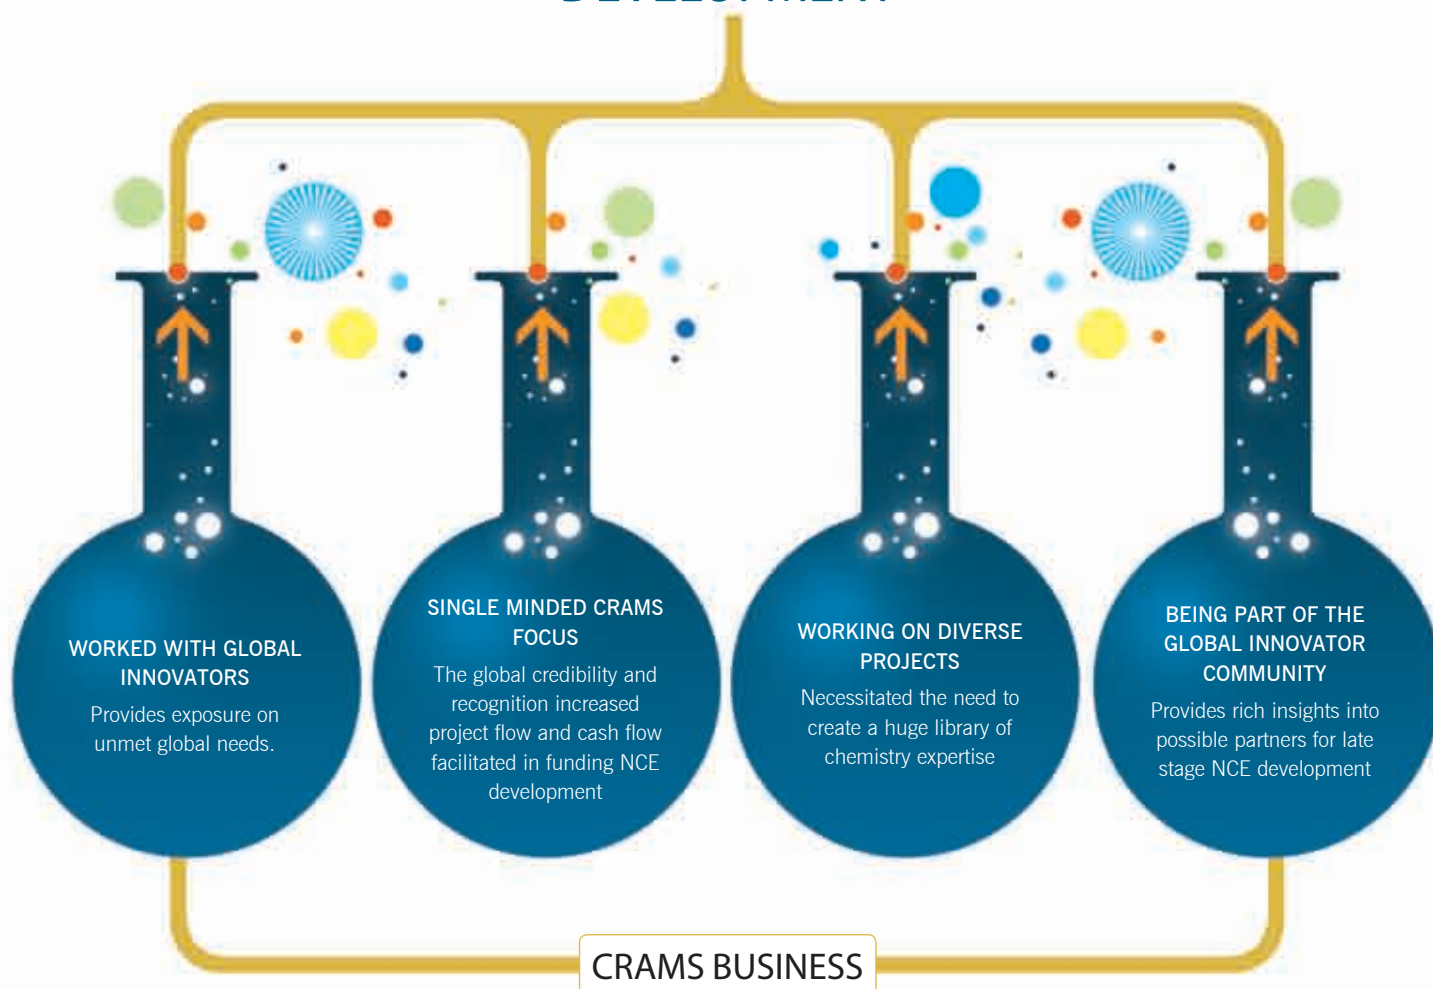 DEVELOPMENT
WORKED WITH GLOBAL
INNOVATORS
Provides exposure on
unmet global needs.
SINGLE MINDED CRAMS
FOCUS
The global credibility and
recognition increased
project flow and cash flow
facilitated in funding NCE
development
WORKING ON DIVERSE
PROJECTS
Necessitated the need to
create a huge library of
chemistry expertise
BEING PART OF THE
GLOBAL INNOVATOR
COMMUNITY
Provides rich insights into
possible partners for late
stage NCE development
CRAMS BUSINESS